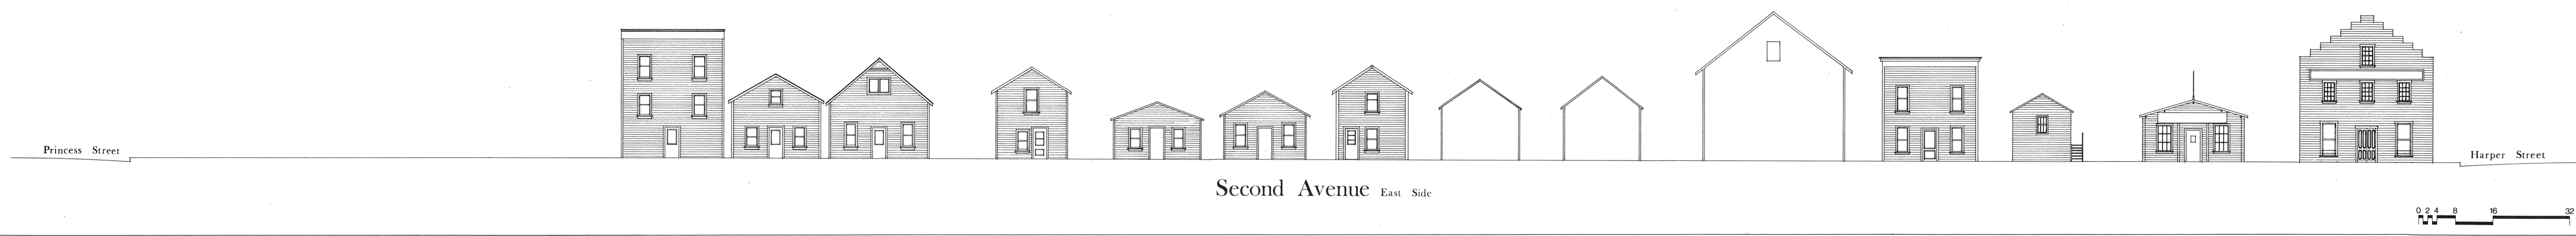 Princess Street
Harper Street
Second Avenue East Side
0 2 4 8 16 32